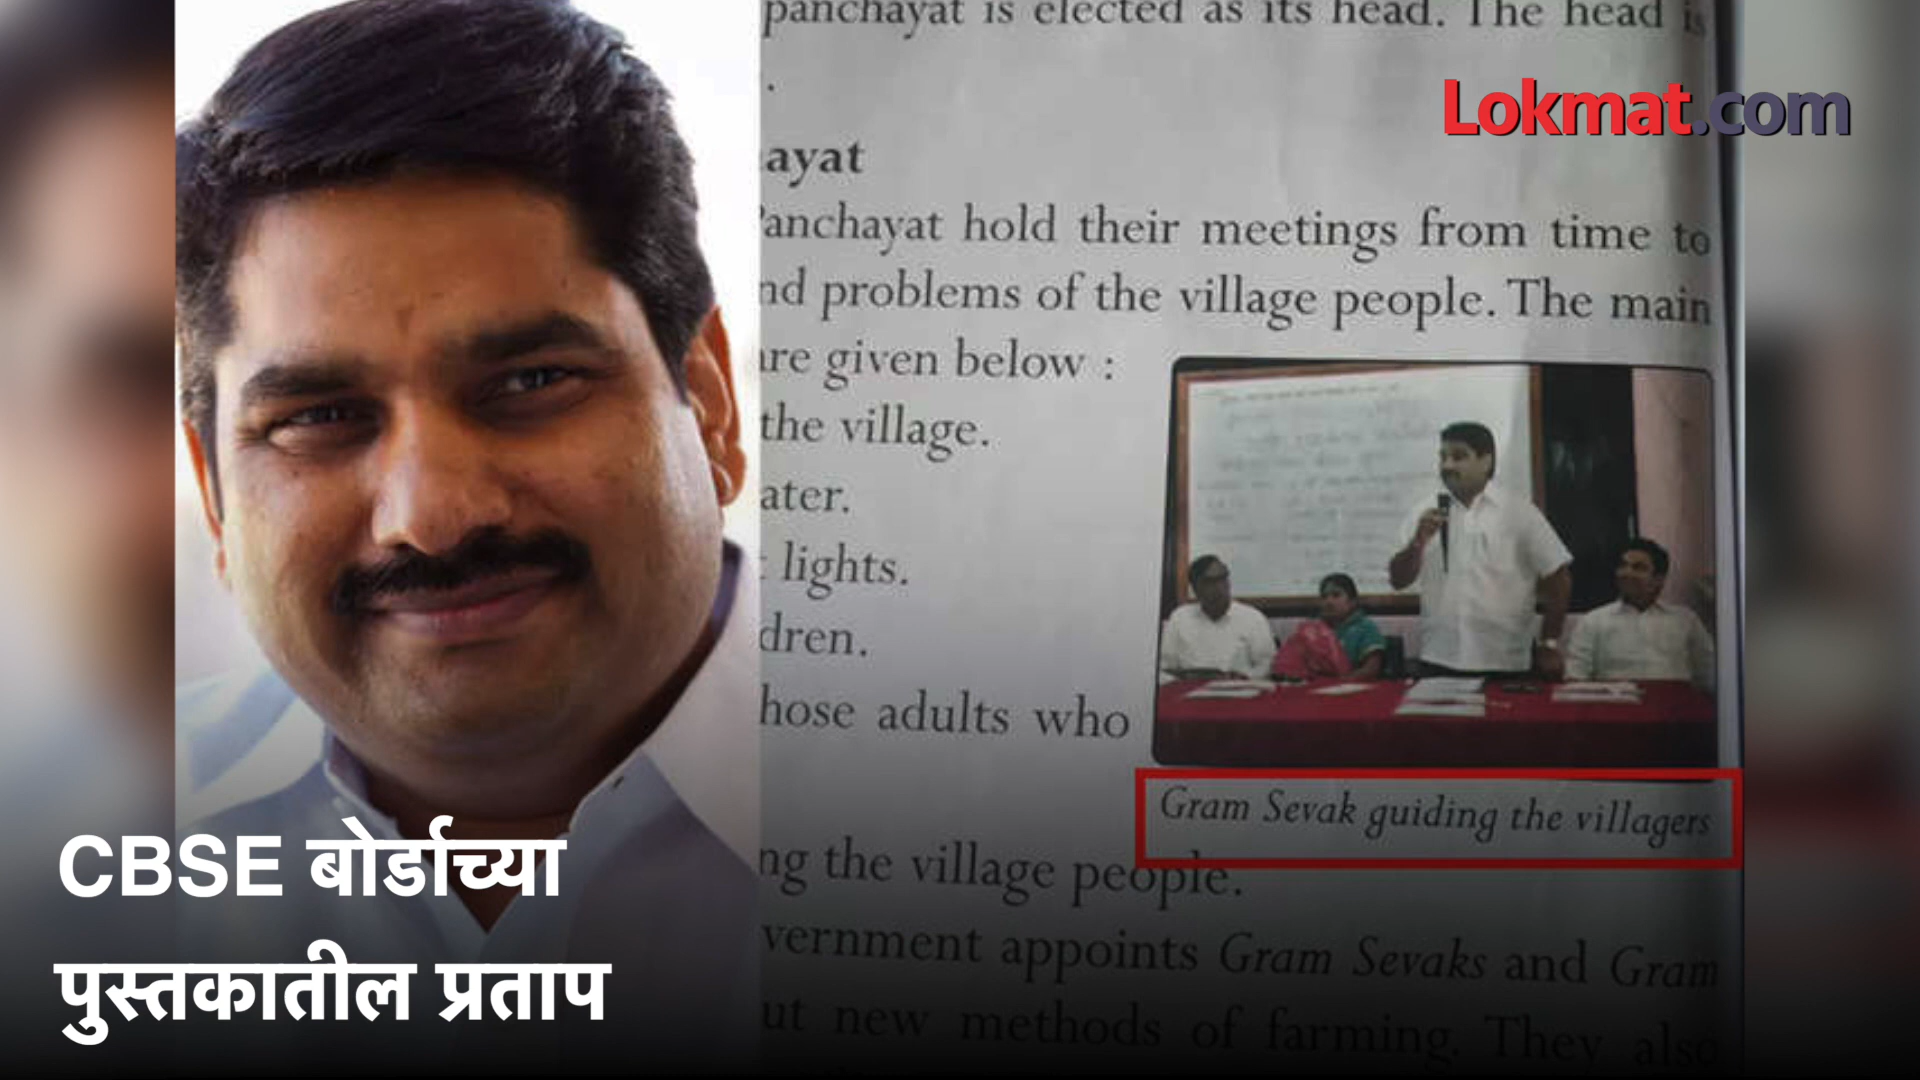 panchayat is elected as its head. The head is
Lokmat.com
ayat
Panchayat hold their meetings from time to
nd problems of the village people. The main
are given below :
the village.
ater.
lights.
dren.
hose adults who
Gram Sevak guiding the villagers
ng the village people.
vernment appoints Gram Sevaks and Gram
ut new methods of farming. They also
CBSE बोर्डाच्या
पुस्तकातील प्रताप